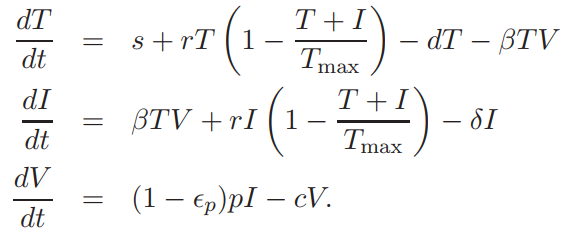 dT/dt = s + rT(1 − (T + I)/T_max) − dT − βTV
dI/dt = βTV + rI(1 − (T + I)/T_max) − δI
dV/dt = (1 − ϵ_p)pI − cV.